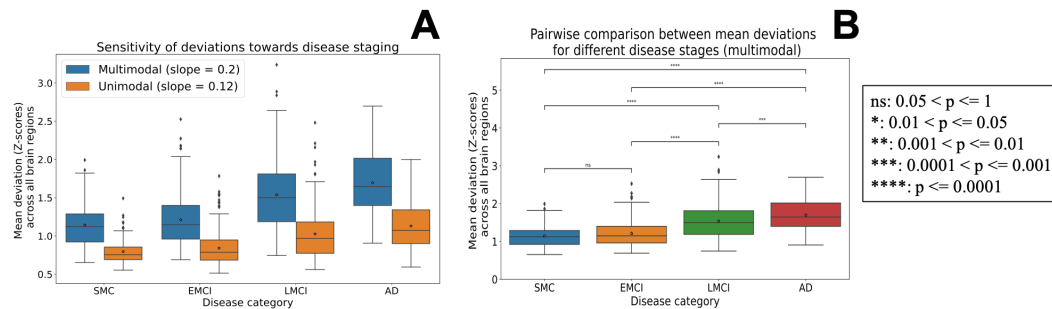 A
Sensitivity of deviations towards disease staging
Multimodal (slope = 0.2)
Unimodal (slope = 0.12)
Mean deviation (Z-scores)
across all brain regions
3.0
2.5
2.0
1.5
1.0
0.5
SMC
EMCI
LMCI
AD
Disease category
B
Pairwise comparison between mean deviations
for different disease stages (multimodal)
Mean deviation (Z-scores)
across all brain regions
5
4
3
2
1
0
****
****
****
****
***
ns
SMC
EMCI
LMCI
AD
Disease category
ns: 0.05 < p <= 1
*: 0.01 < p <= 0.05
**: 0.001 < p <= 0.01
***: 0.0001 < p <= 0.001
****: p <= 0.0001